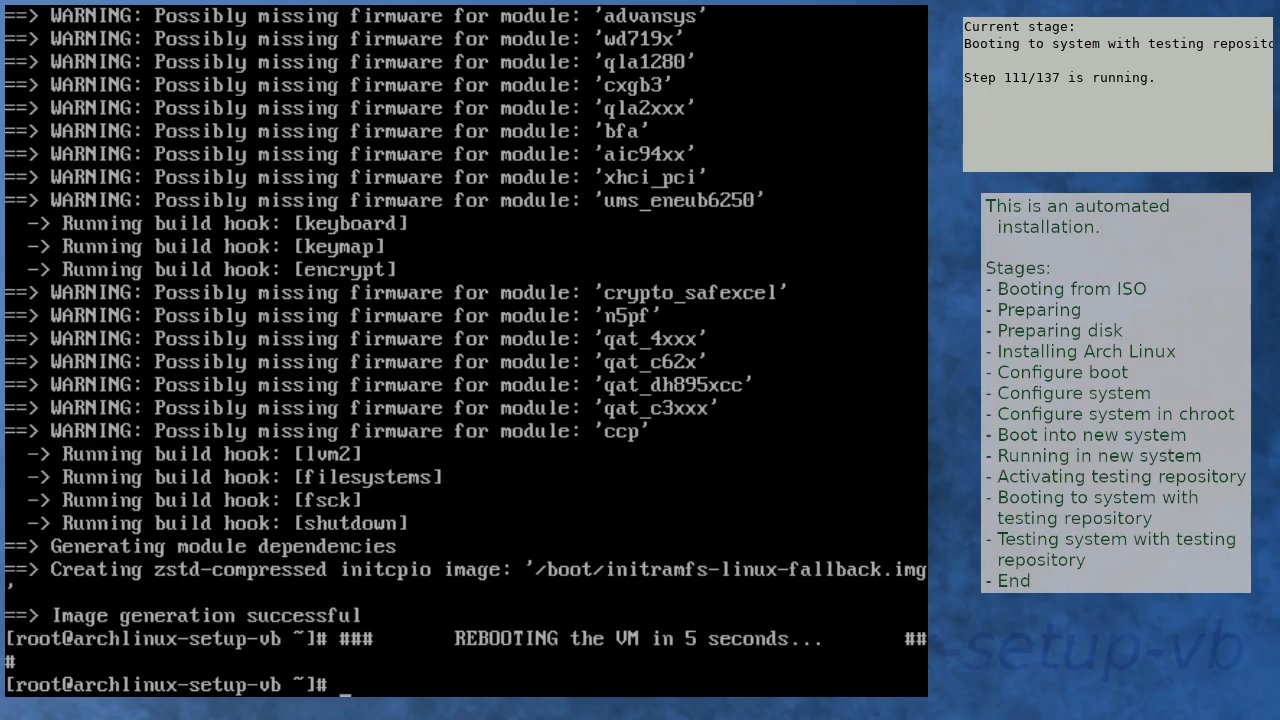 ==> WARNING: Possibly missing firmware for module: 'advansys'
==> WARNING: Possibly missing firmware for module: 'wd719x'
==> WARNING: Possibly missing firmware for module: 'qla1280'
==> WARNING: Possibly missing firmware for module: 'cxgb3'
==> WARNING: Possibly missing firmware for module: 'qla2xxx'
==> WARNING: Possibly missing firmware for module: 'bfa'
==> WARNING: Possibly missing firmware for module: 'aic94xx'
==> WARNING: Possibly missing firmware for module: 'xhci_pci'
==> WARNING: Possibly missing firmware for module: 'ums_eneub6250'
-> Running build hook: [keyboard]
-> Running build hook: [keymap]
-> Running build hook: [encrypt]
==> WARNING: Possibly missing firmware for module: 'crypto_safexcel'
==> WARNING: Possibly missing firmware for module: 'n5pf'
==> WARNING: Possibly missing firmware for module: 'qat_4xxx'
==> WARNING: Possibly missing firmware for module: 'qat_c62x'
==> WARNING: Possibly missing firmware for module: 'qat_dh895xcc'
==> WARNING: Possibly missing firmware for module: 'qat_c3xxx'
==> WARNING: Possibly missing firmware for module: 'ccp'
-> Running build hook: [lvm2]
-> Running build hook: [filesystems]
-> Running build hook: [fsck]
-> Running build hook: [shutdown]
==> Generating module dependencies
==> Creating zstd-compressed initcpio image: '/boot/initramfs-linux-fallback.img
'
==> Image generation successful
[root@archlinux-setup-vb ~]# ### REBOOTING the VM in 5 seconds... ##
#
[root@archlinux-setup-vb ~]# _
Current stage:
Booting to system with testing reposito
Step 111/137 is running.
This is an automated
installation.
Stages:
- Booting from ISO
- Preparing
- Preparing disk
- Installing Arch Linux
- Configure boot
- Configure system
- Configure system in chroot
- Boot into new system
- Running in new system
- Activating testing repository
- Booting to system with
testing repository
- Testing system with testing
repository
- End
-setup-vb